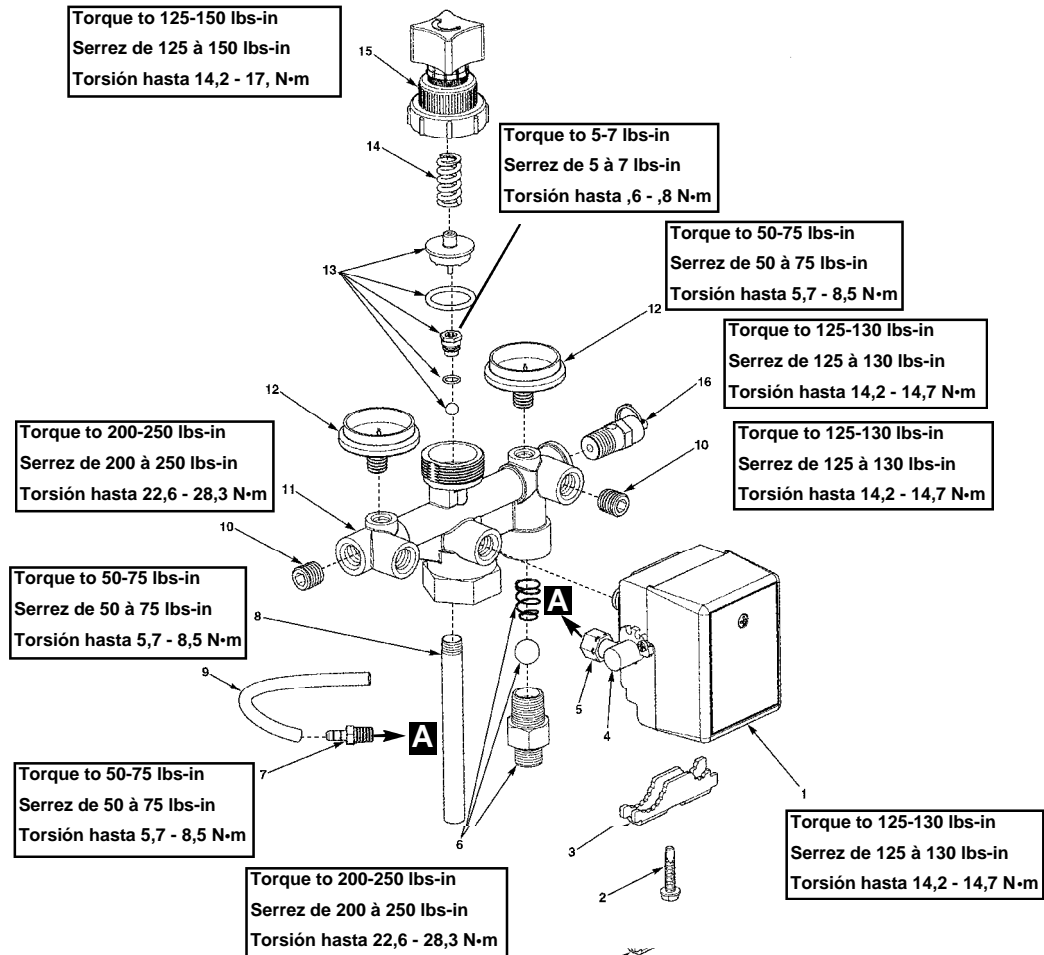 Torque to 125-150 lbs-in
Serrez de 125 à 150 lbs-in
Torsión hasta 14,2 - 17, N•m
15
14
Torque to 5-7 lbs-in
Serrez de 5 à 7 lbs-in
Torsión hasta ,6 - ,8 N•m
13
Torque to 50-75 lbs-in
Serrez de 50 à 75 lbs-in
Torsión hasta 5,7 - 8,5 N•m
12
Torque to 125-130 lbs-in
Serrez de 125 à 130 lbs-in
Torsión hasta 14,2 - 14,7 N•m
16
12
Torque to 200-250 lbs-in
Serrez de 200 à 250 lbs-in
Torsión hasta 22,6 - 28,3 N•m
Torque to 125-130 lbs-in
Serrez de 125 à 130 lbs-in
Torsión hasta 14,2 - 14,7 N•m
10
11
10
Torque to 50-75 lbs-in
Serrez de 50 à 75 lbs-in
Torsión hasta 5,7 - 8,5 N•m
8
A
9
5
4
A
7
Torque to 50-75 lbs-in
Serrez de 50 à 75 lbs-in
Torsión hasta 5,7 - 8,5 N•m
6
3
1
Torque to 125-130 lbs-in
Serrez de 125 à 130 lbs-in
Torsión hasta 14,2 - 14,7 N•m
2
Torque to 200-250 lbs-in
Serrez de 200 à 250 lbs-in
Torsión hasta 22,6 - 28,3 N•m